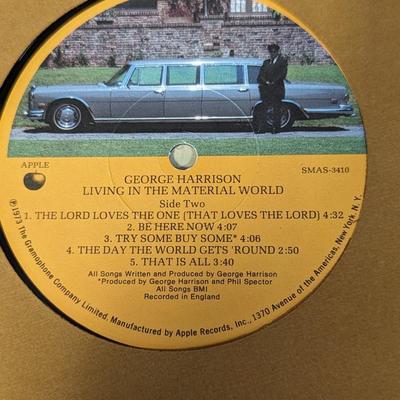 APPLE
SMAS-3410
GEORGE HARRISON
LIVING IN THE MATERIAL WORLD
Side Two
1. THE LORD LOVES THE ONE (THAT LOVES THE LORD) 4:32
2. BE HERE NOW 4:07
3. TRY SOME BUY SOME* 4:06
4. THE DAY THE WORLD GETS 'ROUND 2:50
5. THAT IS ALL 3:40
All Songs Written and Produced by George Harrison
*Produced by George Harrison and Phil Spector
All Songs BMI
Recorded in England
℗1973 The Gramophone Company Limited. Manufactured by Apple Records, Inc., 1370 Avenue of the Americas, New York, N. Y.